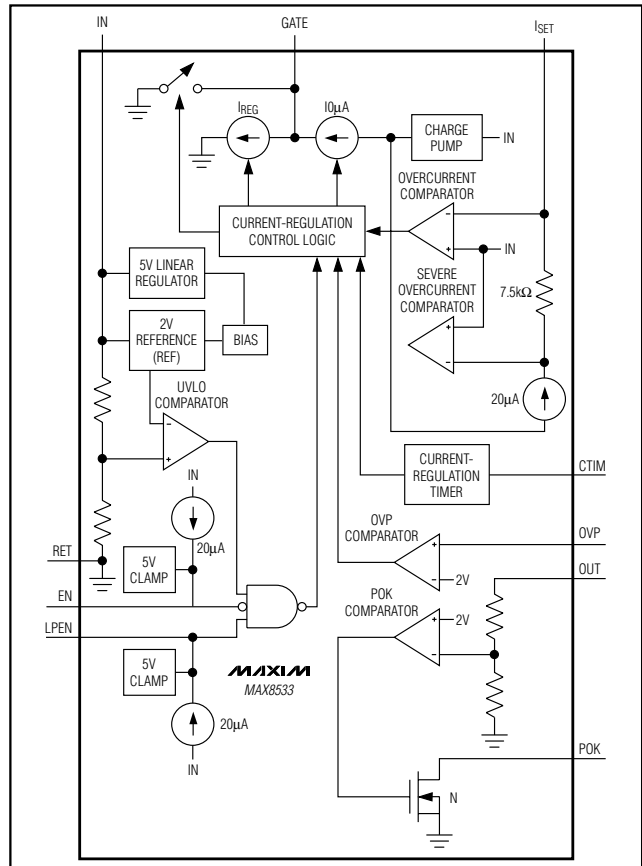 IN
GATE
ISET
IREG
10µA
CHARGE
PUMP
IN
OVERCURRENT
COMPARATOR
-
+
IN
CURRENT-REGULATION
CONTROL LOGIC
SEVERE
OVERCURRENT
COMPARATOR
+
-
7.5kΩ
20µA
5V LINEAR
REGULATOR
2V
REFERENCE
(REF)
BIAS
UVLO
COMPARATOR
-
+
CURRENT-
REGULATION
TIMER
CTIM
IN
20µA
RET
5V
CLAMP
EN
LPEN
OVP
COMPARATOR
+
-
2V
OVP
OUT
POK
COMPARATOR
+
-
2V
5V
CLAMP
MAXIM
MAX8533
20µA
IN
N
POK